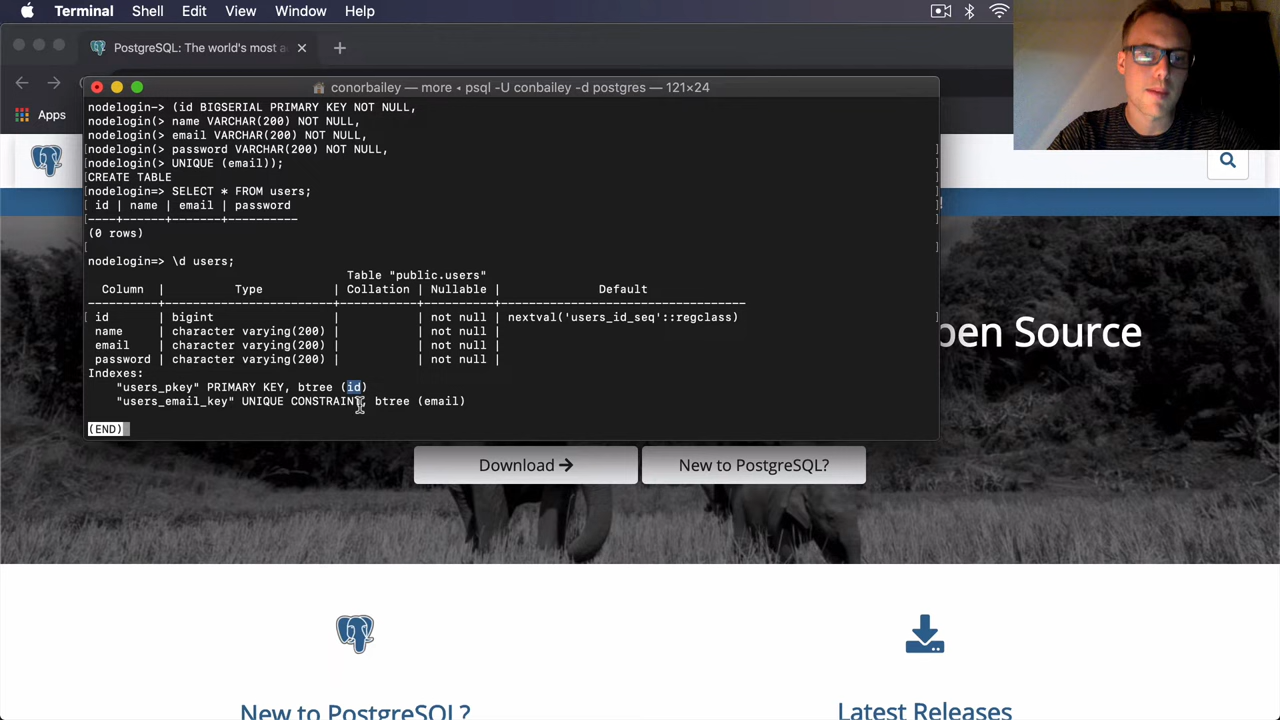 Terminal Shell Edit View Window Help
PostgreSQL: The world's most a
Apps
conorbailey — more ◂ psql -U conbailey -d postgres — 121×24
nodelogin-> (id BIGSERIAL PRIMARY KEY NOT NULL,
nodelogin(> name VARCHAR(200) NOT NULL,
nodelogin(> email VARCHAR(200) NOT NULL,
nodelogin(> password VARCHAR(200) NOT NULL,
nodelogin(> UNIQUE (email));
CREATE TABLE
nodelogin=> SELECT * FROM users;
id | name | email | password
----+------+-------+----------
(0 rows)
nodelogin=> \d users;
Table "public.users"
Column | Type | Collation | Nullable | Default
----------+------------------------+-----------+----------+-----------------------------------
id | bigint | | not null | nextval('users_id_seq'::regclass)
name | character varying(200) | | not null |
email | character varying(200) | | not null |
password | character varying(200) | | not null |
Indexes:
"users_pkey" PRIMARY KEY, btree (id)
"users_email_key" UNIQUE CONSTRAINT, btree (email)
(END)
pen Source
Download
New to PostgreSQL?
New to PostgreSQL?
Latest Releases